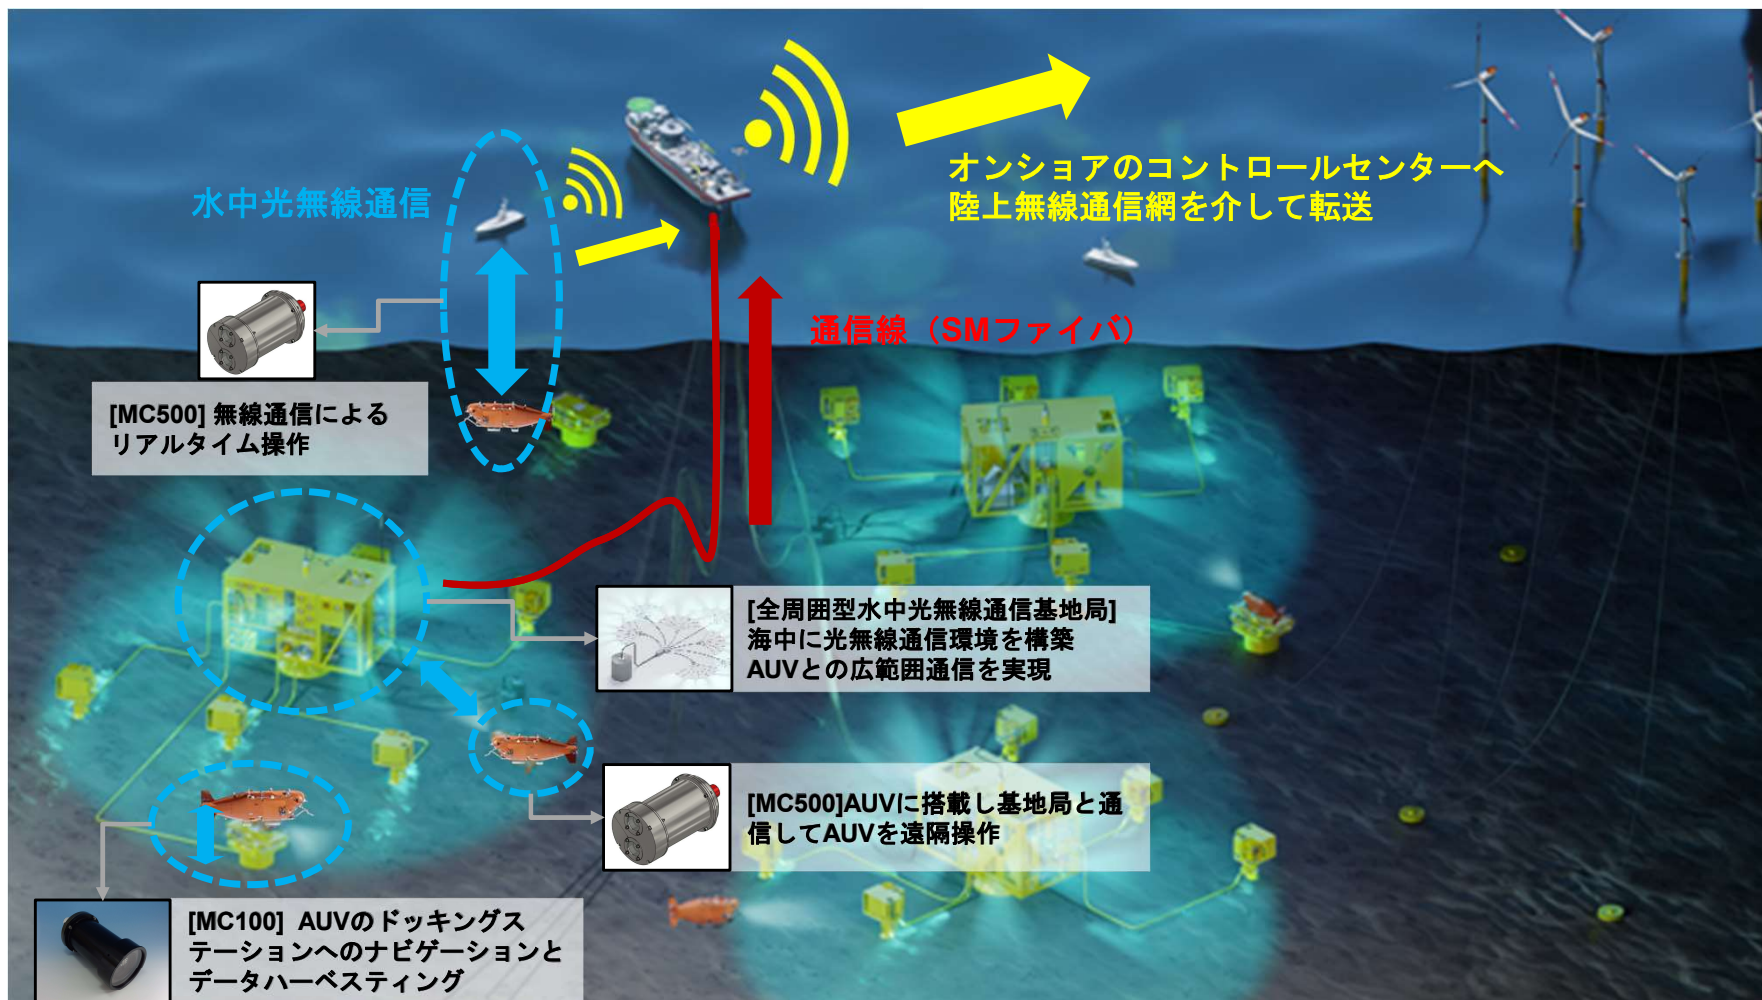 オンショアのコントロールセンターへ
陸上無線通信網を介して転送
水中光無線通信
通信線（SMファイバ）
[MC500] 無線通信による
リアルタイム操作
[全周囲型水中光無線通信基地局]
海中に光無線通信環境を構築
AUVとの広範囲通信を実現
[MC500]AUVに搭載し基地局と通
信してAUVを遠隔操作
[MC100] AUVのドッキングス
テーションへのナビゲーションと
データハーベスティング